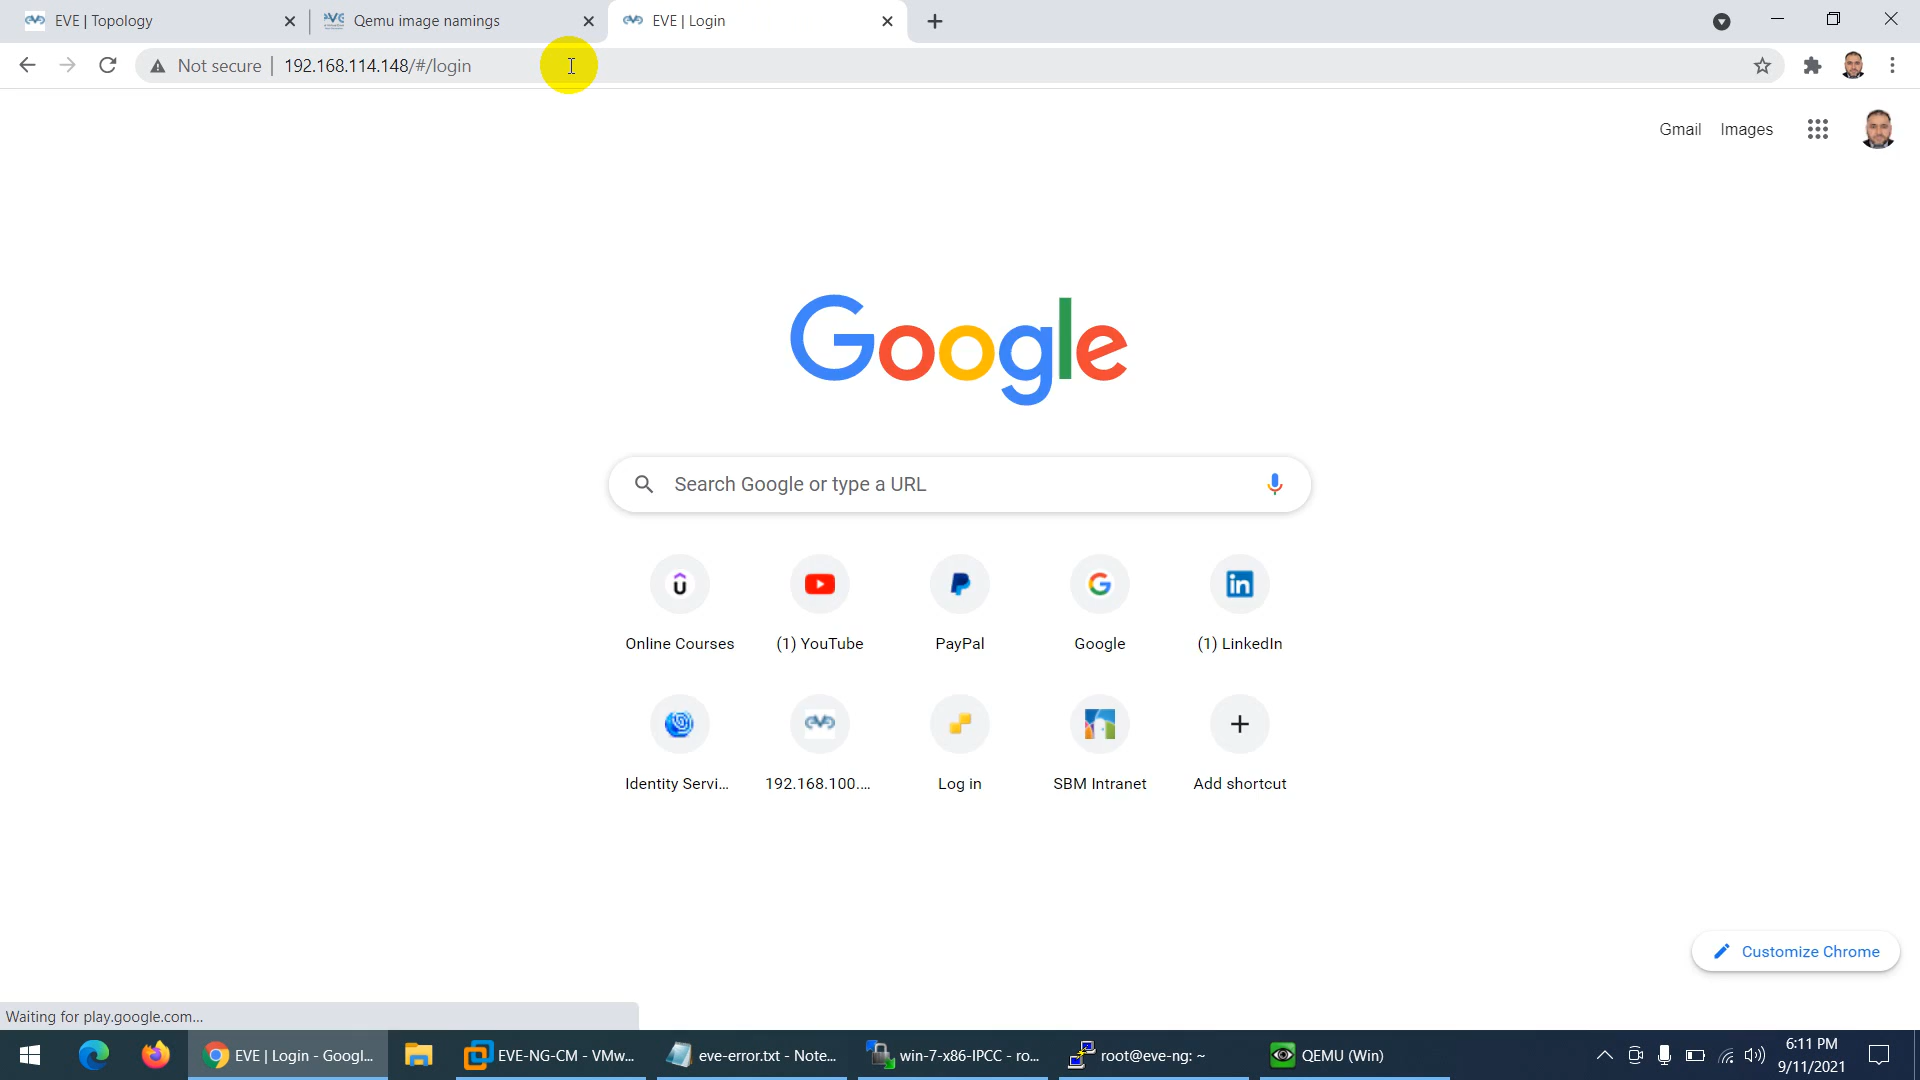 EVE | Topology
Qemu image namings
EVE | Login
Not secure
192.168.114.148/#/login
Gmail
Images
Google
Search Google or type a URL
Online Courses
(1) YouTube
PayPal
Google
(1) LinkedIn
Identity Servi...
192.168.100....
Log in
SBM Intranet
Add shortcut
Customize Chrome
Waiting for play.google.com...
EVE | Login - Googl...
EVE-NG-CM - VMw...
eve-error.txt - Note...
win-7-x86-IPCC - ro...
root@eve-ng: ~
QEMU (Win)
6:11 PM
9/11/2021